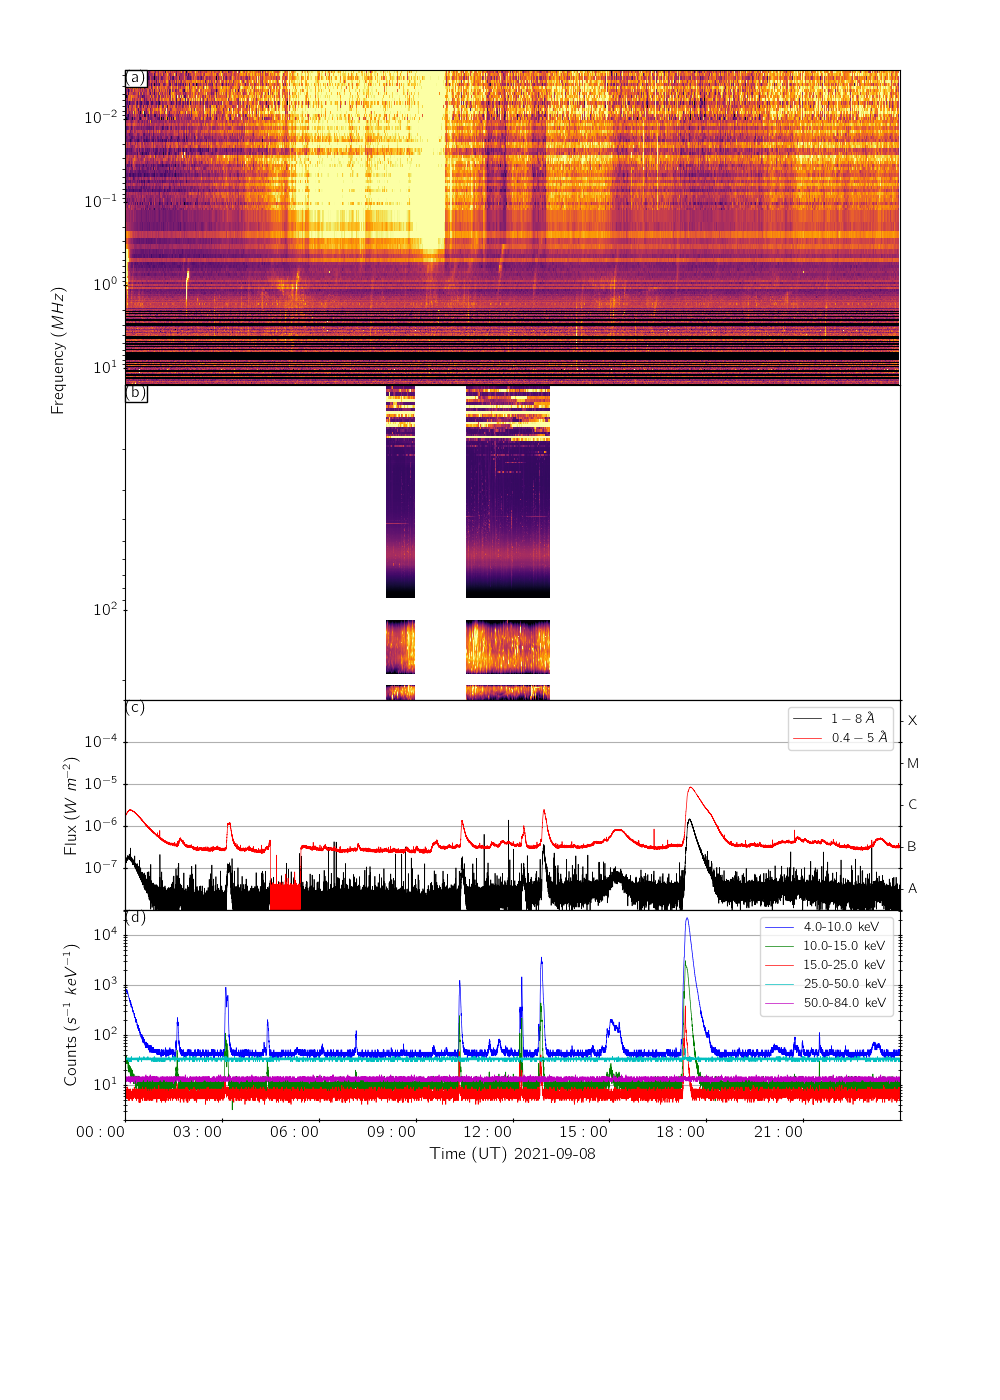 (a)
10⁻²
10⁻¹
10⁰
10¹
Frequency (MHz)
(b)
10²
(c)
1 − 8 Å
0.4 − 5 Å
10⁻⁴
10⁻⁵
10⁻⁶
10⁻⁷
Flux (W m⁻²)
X
M
C
B
A
(d)
4.0-10.0 keV
10.0-15.0 keV
15.0-25.0 keV
25.0-50.0 keV
50.0-84.0 keV
10⁴
10³
10²
10¹
Counts (s⁻¹ keV⁻¹)
00 : 00 03 : 00 06 : 00 09 : 00 12 : 00 15 : 00 18 : 00 21 : 00
Time (UT) 2021-09-08